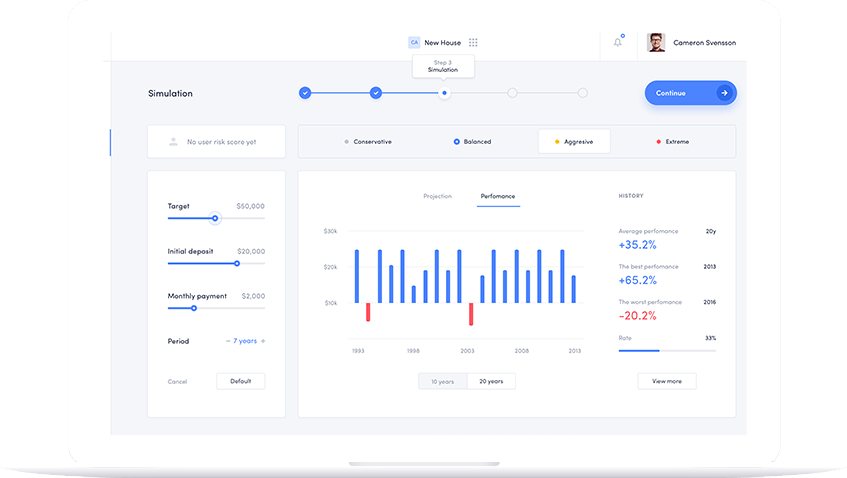 CA New House
Cameron Svensson
Step 3
Simulation
Simulation
Continue
No user risk score yet
Conservative
Balanced
Aggresive
Extreme
Target $50,000
Initial deposit $20,000
Monthly payment $2,000
Period − 7 years +
Cancel
Default
Projection
Perfomance
$30k
$20k
$10k
1993 1998 2003 2008 2013
10 years
20 years
HISTORY
Average perfomance 20y
+35.2%
The best perfomance 2013
+65.2%
The worst perfomance 2016
-20.2%
Rate 33%
View more